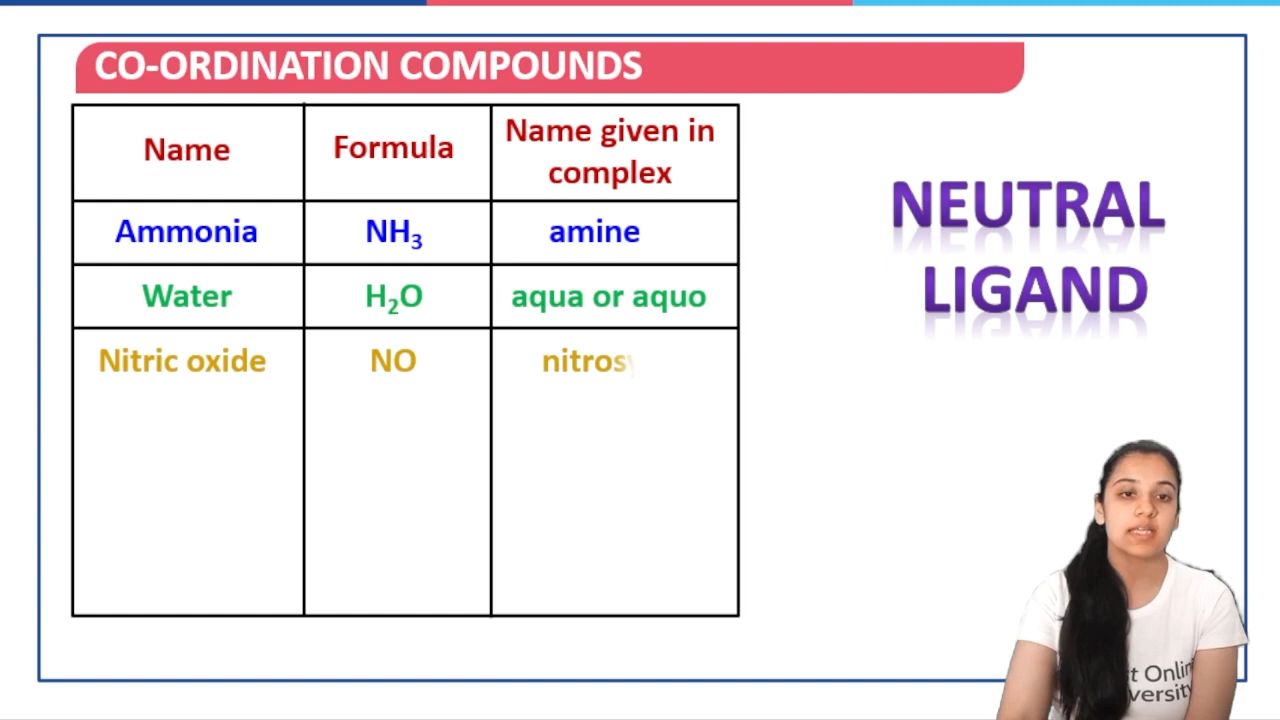 CO-ORDINATION COMPOUNDS
Name
Formula
Name given in
complex
Ammonia
NH₃
amine
Water
H₂O
aqua or aquo
Nitric oxide
NO
NEUTRAL
LIGAND